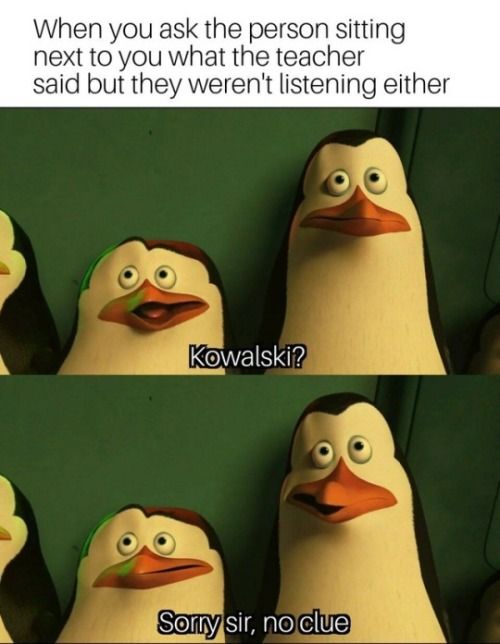 When you ask the person sitting
next to you what the teacher
said but they weren't listening either
Kowalski?
Sorry sir, no clue